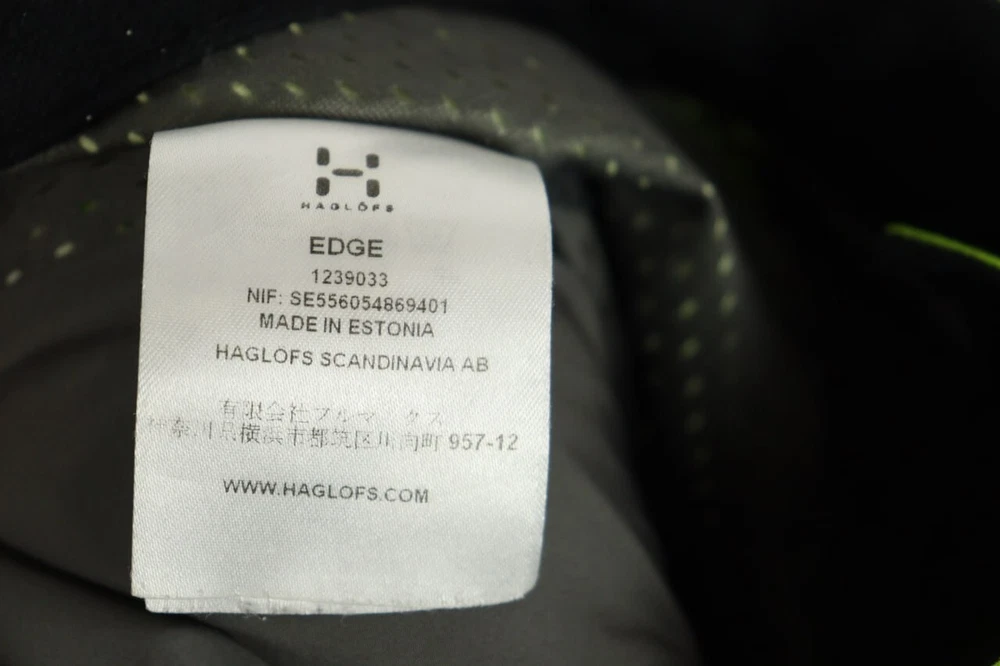 HAGLÖFS
EDGE
1239033
NIF: SE556054869401
MADE IN ESTONIA
HAGLÖFS SCANDINAVIA AB
有限会社フルマークス
神奈川県横浜市都筑区川向町 957-12
WWW.HAGLOFS.COM